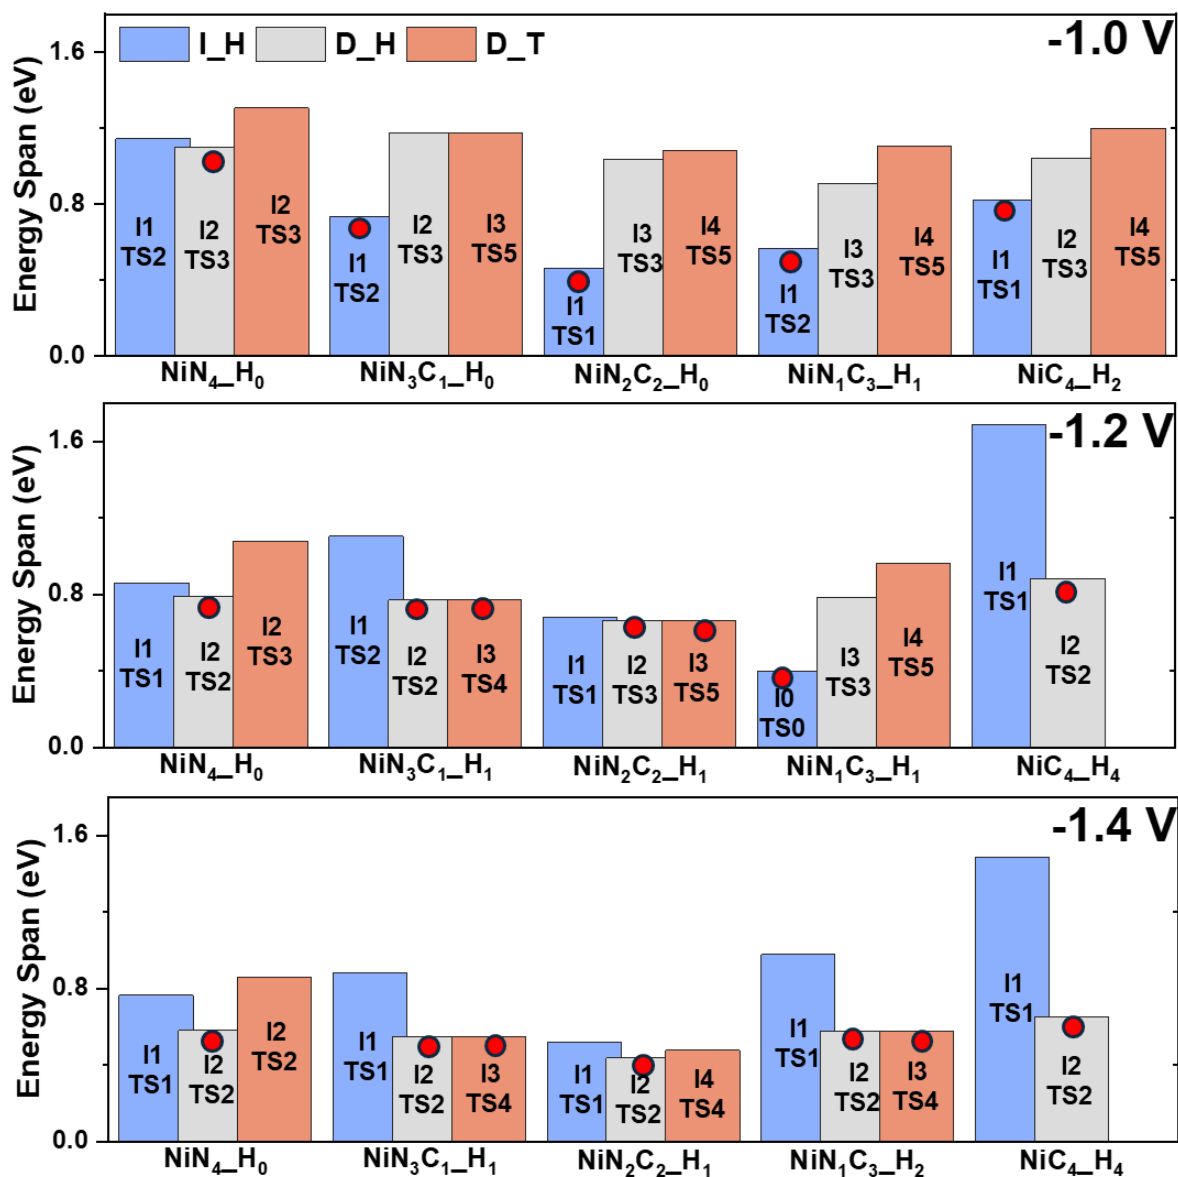 -1.0 V
I_H D_H D_T
Energy Span (eV)
1.6
0.8
0.0
I1
TS2
I2
TS3
I2
TS3
I1
TS2
I2
TS3
I3
TS5
I1
TS1
I3
TS3
I4
TS5
I1
TS2
I3
TS3
I4
TS5
I1
TS1
I2
TS3
I4
TS5
NiN₄_H₀ NiN₃C₁_H₀ NiN₂C₂_H₀ NiN₁C₃_H₁ NiC₄_H₂
-1.2 V
Energy Span (eV)
1.6
0.8
0.0
I1
TS1
I2
TS2
I2
TS3
I1
TS2
I2
TS2
I3
TS4
I1
TS1
I2
TS3
I3
TS5
I0
TS0
I3
TS3
I4
TS5
I1
TS1
I2
TS2
NiN₄_H₀ NiN₃C₁_H₁ NiN₂C₂_H₁ NiN₁C₃_H₁ NiC₄_H₄
-1.4 V
Energy Span (eV)
1.6
0.8
0.0
I1
TS1
I2
TS2
I2
TS2
I1
TS1
I2
TS2
I3
TS4
I1
TS1
I2
TS2
I4
TS4
I1
TS1
I2
TS2
I3
TS4
I1
TS1
I2
TS2
NiN₄_H₀ NiN₃C₁_H₁ NiN₂C₂_H₁ NiN₁C₃_H₂ NiC₄_H₄